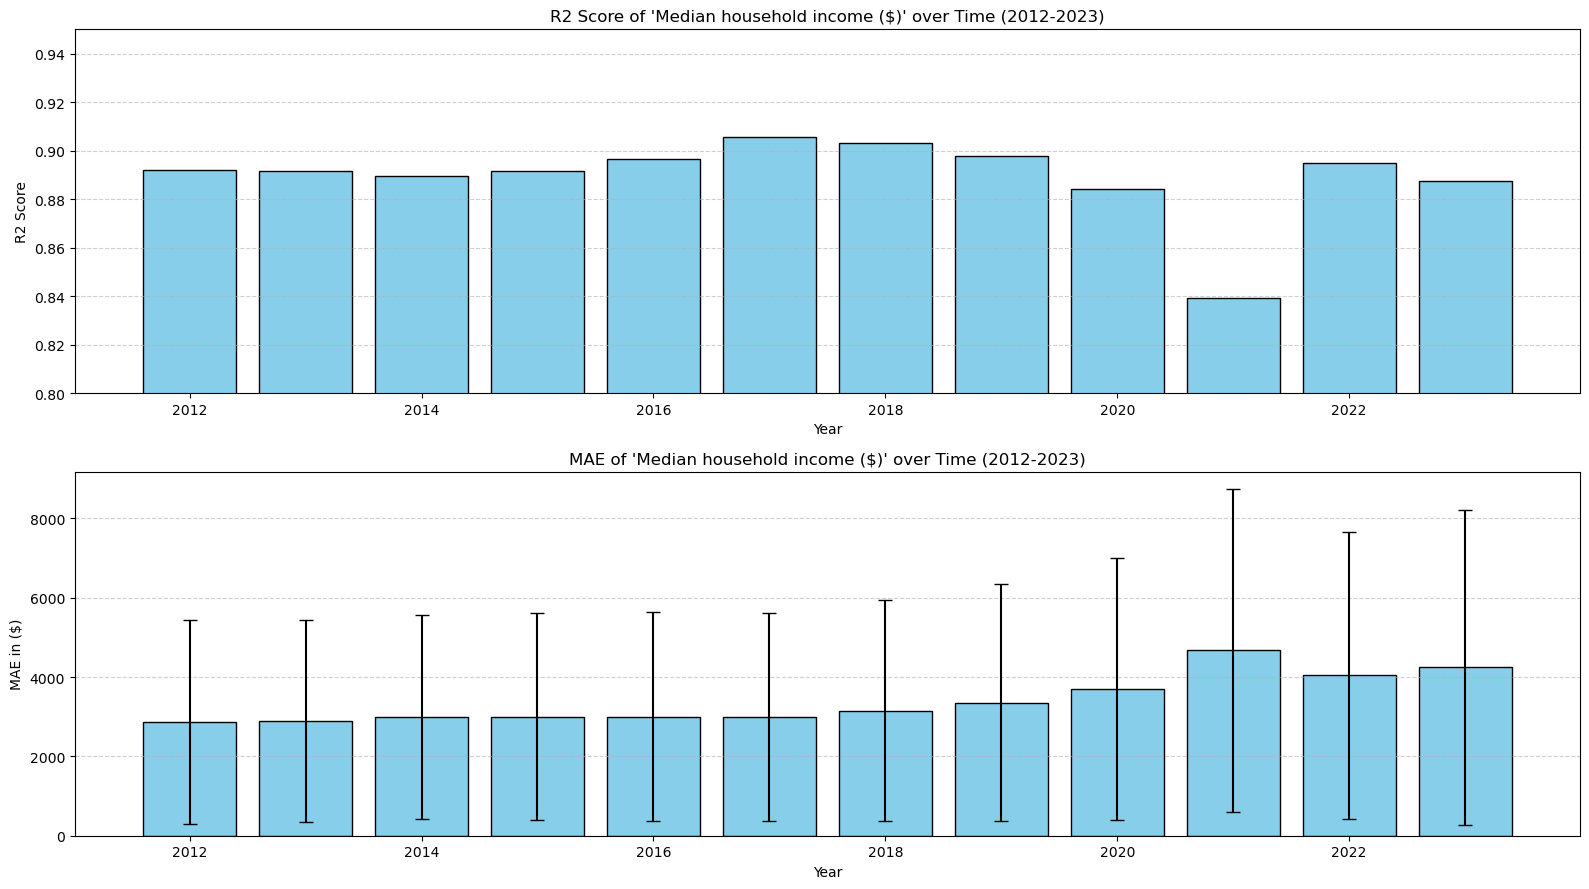 R2 Score of 'Median household income ($)' over Time (2012-2023)
0.94
0.92
0.90
0.88
0.86
0.84
0.82
0.80
R2 Score
2012 2014 2016 2018 2020 2022
Year
MAE of 'Median household income ($)' over Time (2012-2023)
8000
6000
4000
2000
0
MAE in ($)
2012 2014 2016 2018 2020 2022
Year